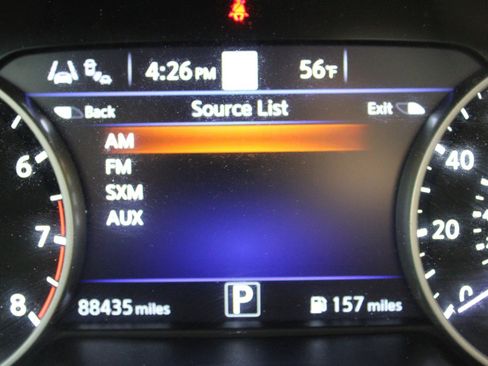 4:26 PM 56°F
Back Source List Exit
AM
FM
SXM
AUX
6
7
8
40
20
0
88435 miles P 157 miles